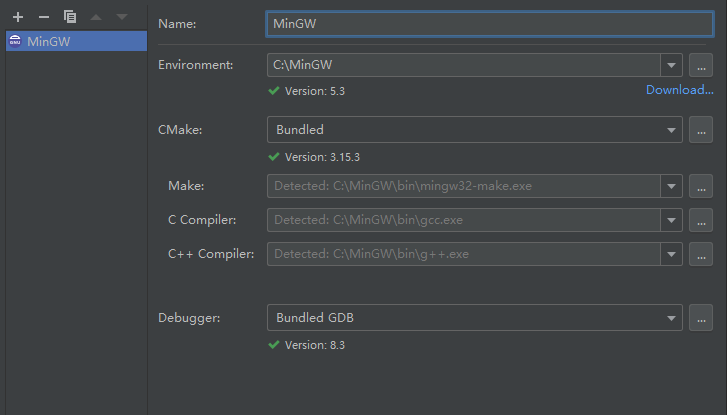 Name: MinGW
GNU MinGW
Environment: C:\MinGW ...
Version: 5.3 Download...
CMake: Bundled ...
Version: 3.15.3
Make: Detected: C:\MinGW\bin\mingw32-make.exe ...
C Compiler: Detected: C:\MinGW\bin\gcc.exe ...
C++ Compiler: Detected: C:\MinGW\bin\g++.exe ...
Debugger: Bundled GDB ...
Version: 8.3